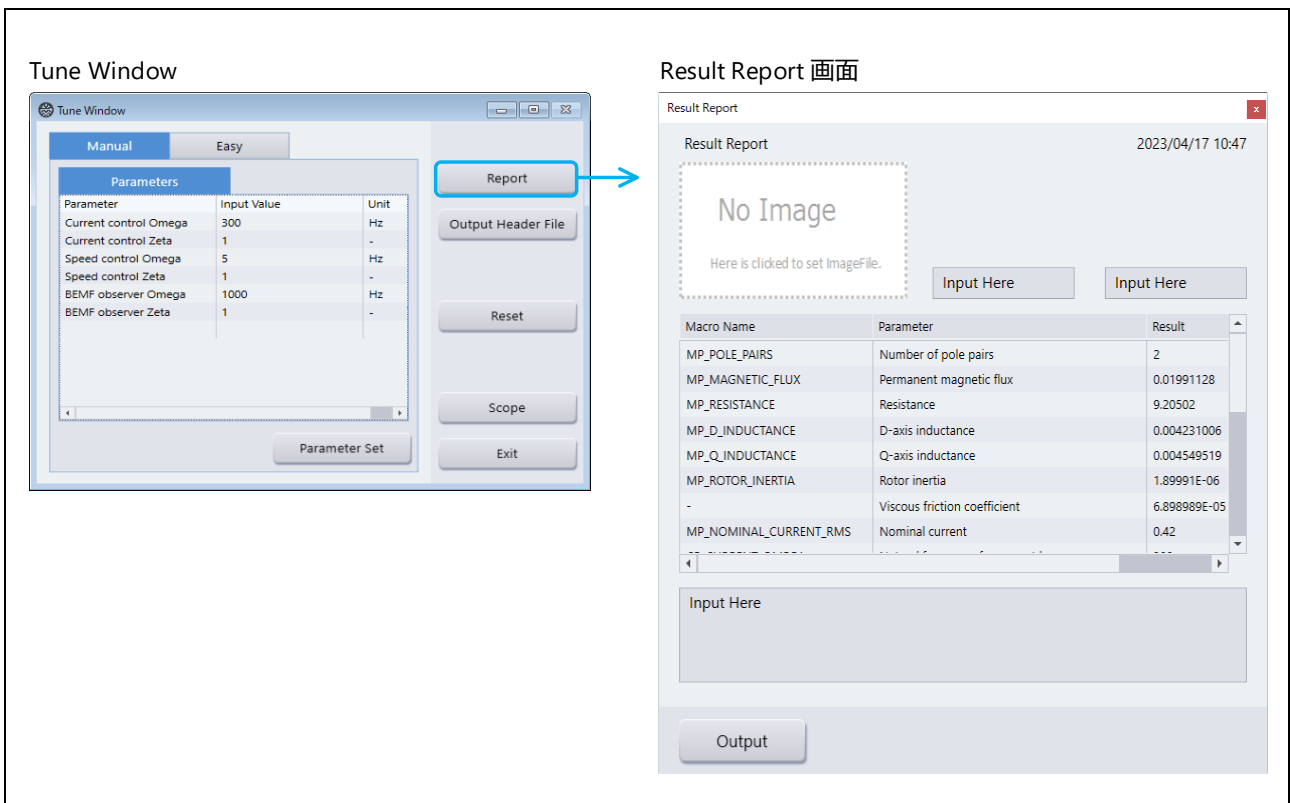 Tune Window
Tune Window
Manual Easy
Parameters
Parameter Input Value Unit
Current control Omega 300 Hz
Current control Zeta 1 -
Speed control Omega 5 Hz
Speed control Zeta 1 -
BEMF observer Omega 1000 Hz
BEMF observer Zeta 1 -
Parameter Set
Report
Output Header File
Reset
Scope
Exit
Result Report 画面
Result Report
Result Report 2023/04/17 10:47
No Image
Here is clicked to set ImageFile.
Input Here Input Here
Macro Name Parameter Result
MP_POLE_PAIRS Number of pole pairs 2
MP_MAGNETIC_FLUX Permanent magnetic flux 0.01991128
MP_RESISTANCE Resistance 9.20502
MP_D_INDUCTANCE D-axis inductance 0.004231006
MP_Q_INDUCTANCE Q-axis inductance 0.004549519
MP_ROTOR_INERTIA Rotor inertia 1.89991E-06
- Viscous friction coefficient 6.898989E-05
MP_NOMINAL_CURRENT_RMS Nominal current 0.42
Input Here
Output